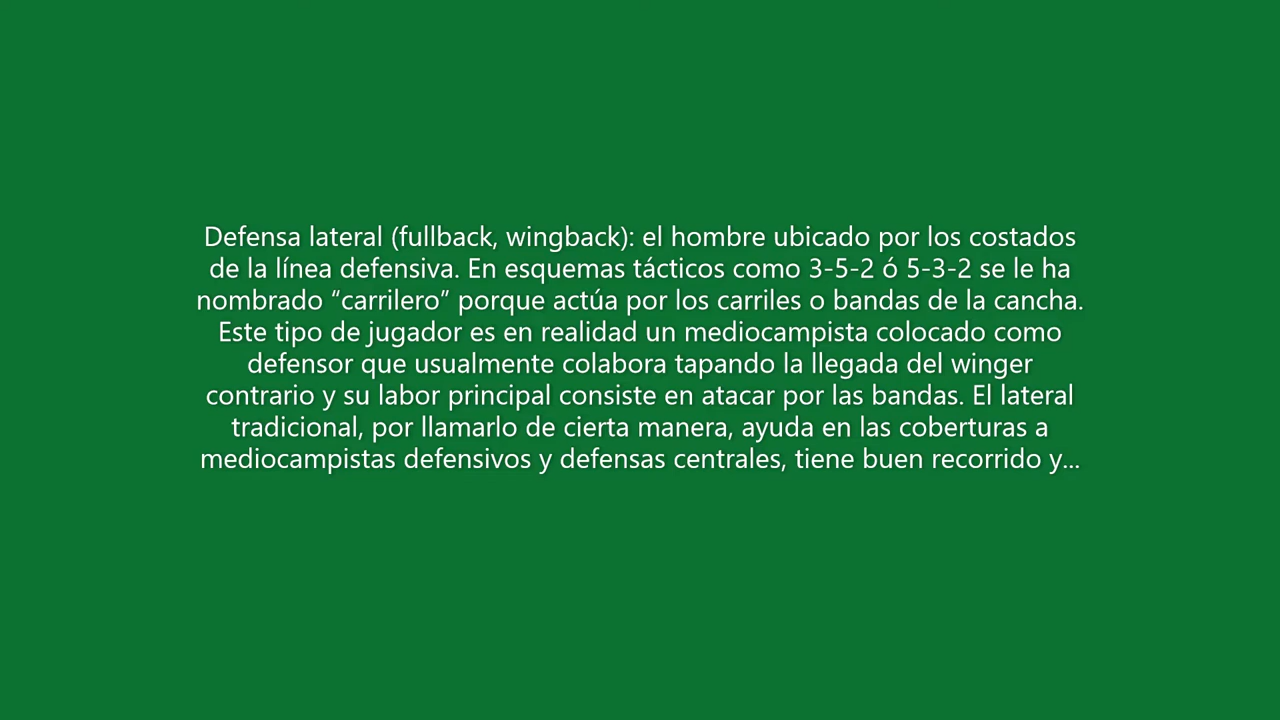 Defensa lateral (fullback, wingback): el hombre ubicado por los costados
de la línea defensiva. En esquemas tácticos como 3-5-2 ó 5-3-2 se le ha
nombrado “carrilero” porque actúa por los carriles o bandas de la cancha.
Este tipo de jugador es en realidad un mediocampista colocado como
defensor que usualmente colabora tapando la llegada del winger
contrario y su labor principal consiste en atacar por las bandas. El lateral
tradicional, por llamarlo de cierta manera, ayuda en las coberturas a
mediocampistas defensivos y defensas centrales, tiene buen recorrido y...